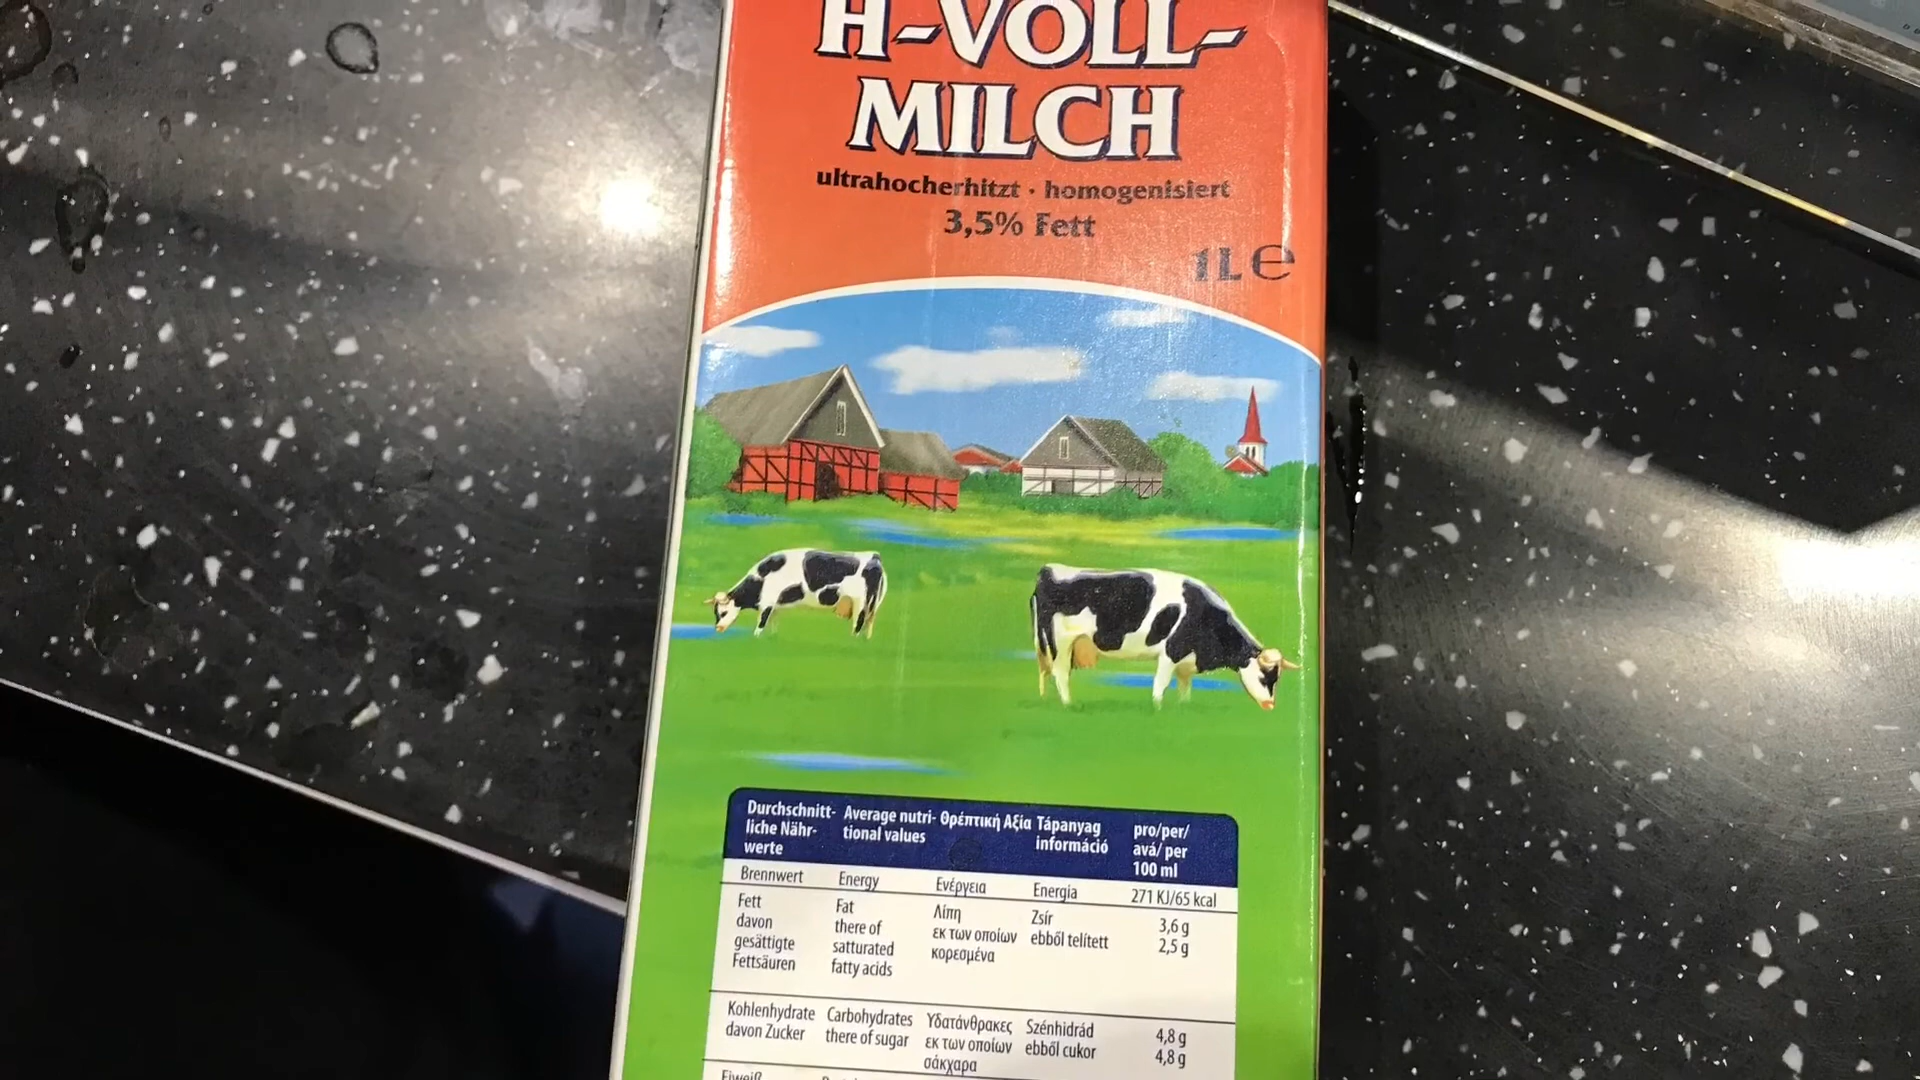 H-VOLL-
MILCH
ultrahocherhitzt · homogenisiert
3,5% Fett
1L e
Durchschnitt- Average nutri- Θρέπτική Αξία Tápanyag pro/per/
liche Nähr- tional values információ avá/ per
werte 100 ml
Brennwert Energy Ενέργεια Energia 271 KJ/65 kcal
Fett Fat Λίπη Zsír 3,6 g
davon there of εκ των οποίων ebből telített 2,5 g
gesättigte satturated κορεσμένα
Fettsäuren fatty acids
Kohlenhydrate Carbohydrates Υδατάνθρακες Szénhidrád 4,8 g
davon Zucker there of sugar εκ των οποίων ebből cukor 4,8 g
σάκχαρα
Eiweiß